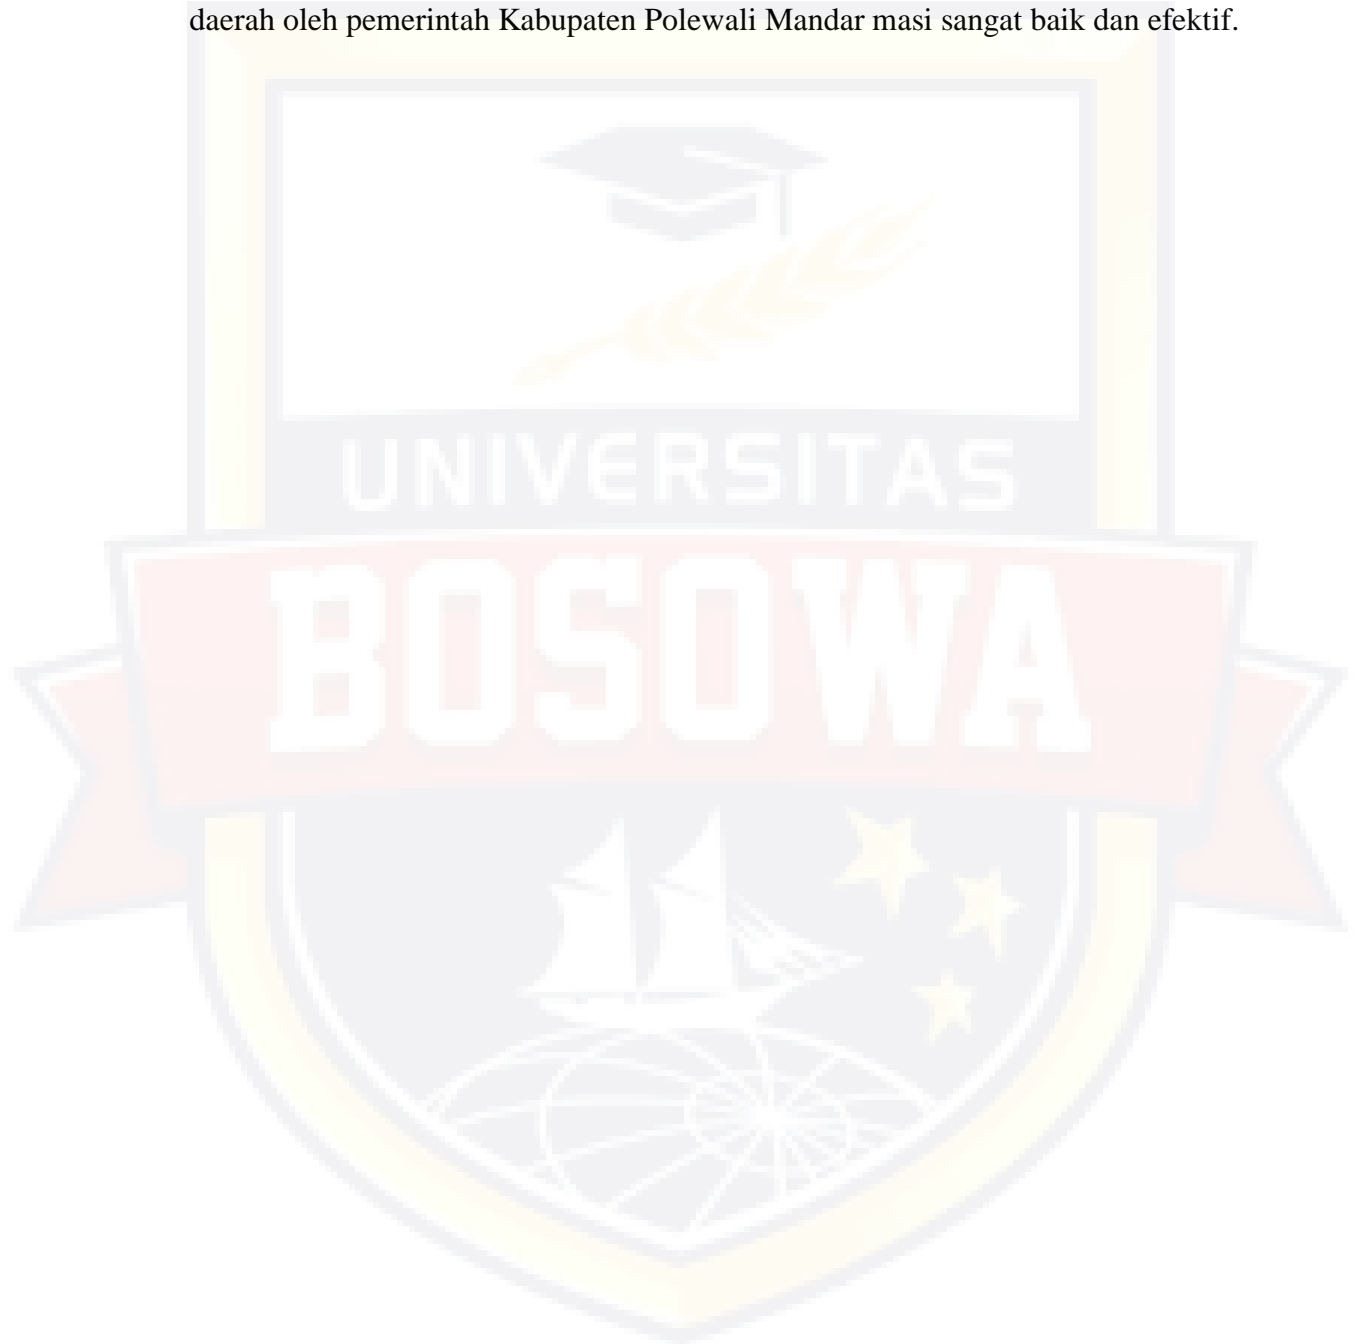 daerah oleh pemerintah Kabupaten Polewali Mandar masi sangat baik dan efektif.
UNIVERSITAS
BOSOWA